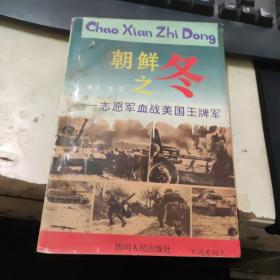 Chao Xian Zhi Dong
朝鲜
之
冬
——志愿军血战美国王牌军
四川人民出版社